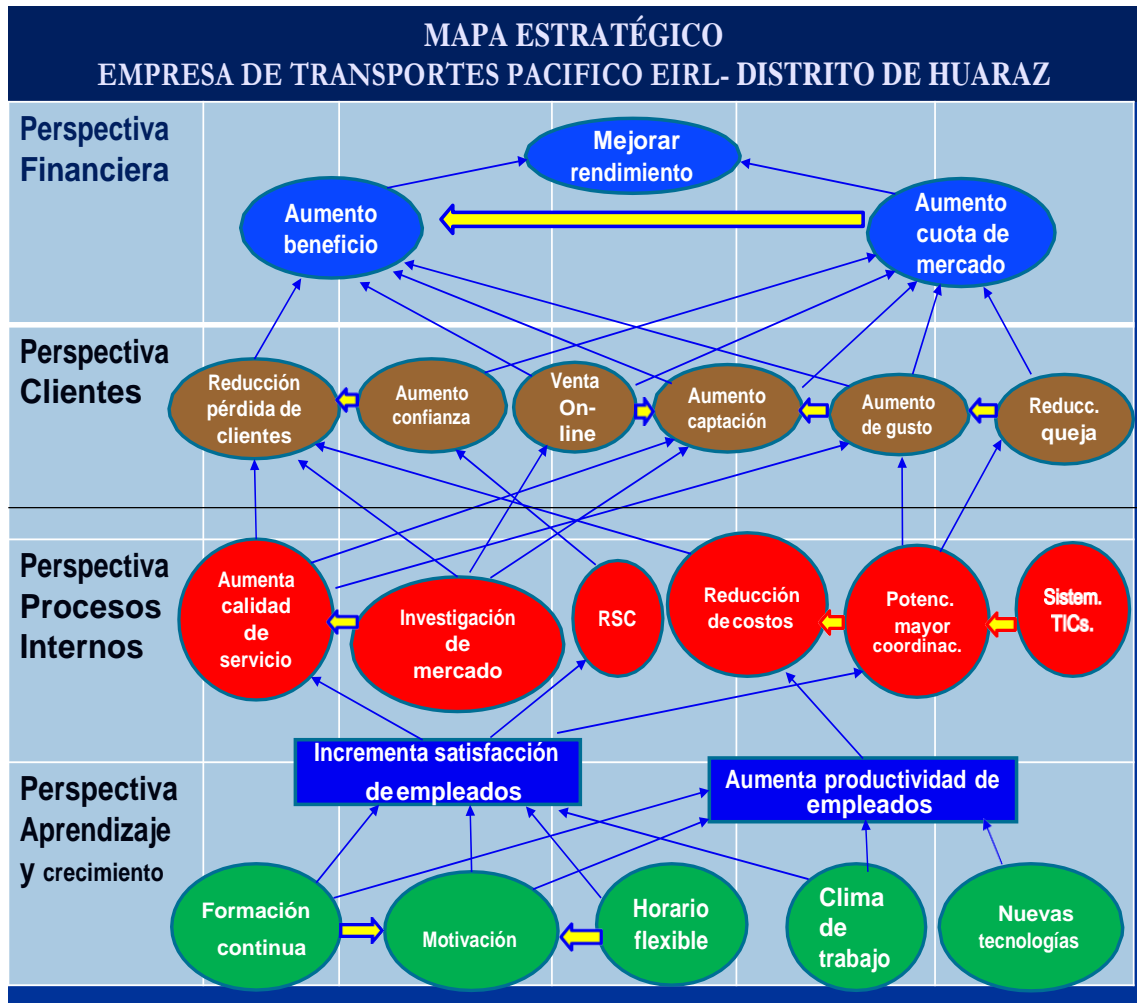 MAPA ESTRATÉGICO
EMPRESA DE TRANSPORTES PACIFICO EIRL- DISTRITO DE HUARAZ
Perspectiva
Financiera
Mejorar
rendimiento
Aumento
beneficio
Aumento
cuota de
mercado
Perspectiva
Clientes
Reducción
pérdida de
clientes
Aumento
confianza
Venta
On-
line
Aumento
captación
Aumento
de gusto
Reducc.
queja
Perspectiva
Procesos
Internos
Aumenta
calidad
de
servicio
Investigación
de
mercado
RSC
Reducción
de costos
Potenc.
mayor
coordinac.
Sistem.
TICs.
Incrementa satisfacción
de empleados
Aumenta productividad de
empleados
Perspectiva
Aprendizaje
y crecimiento
Formación
continua
Motivación
Horario
flexible
Clima
de
trabajo
Nuevas
tecnologías